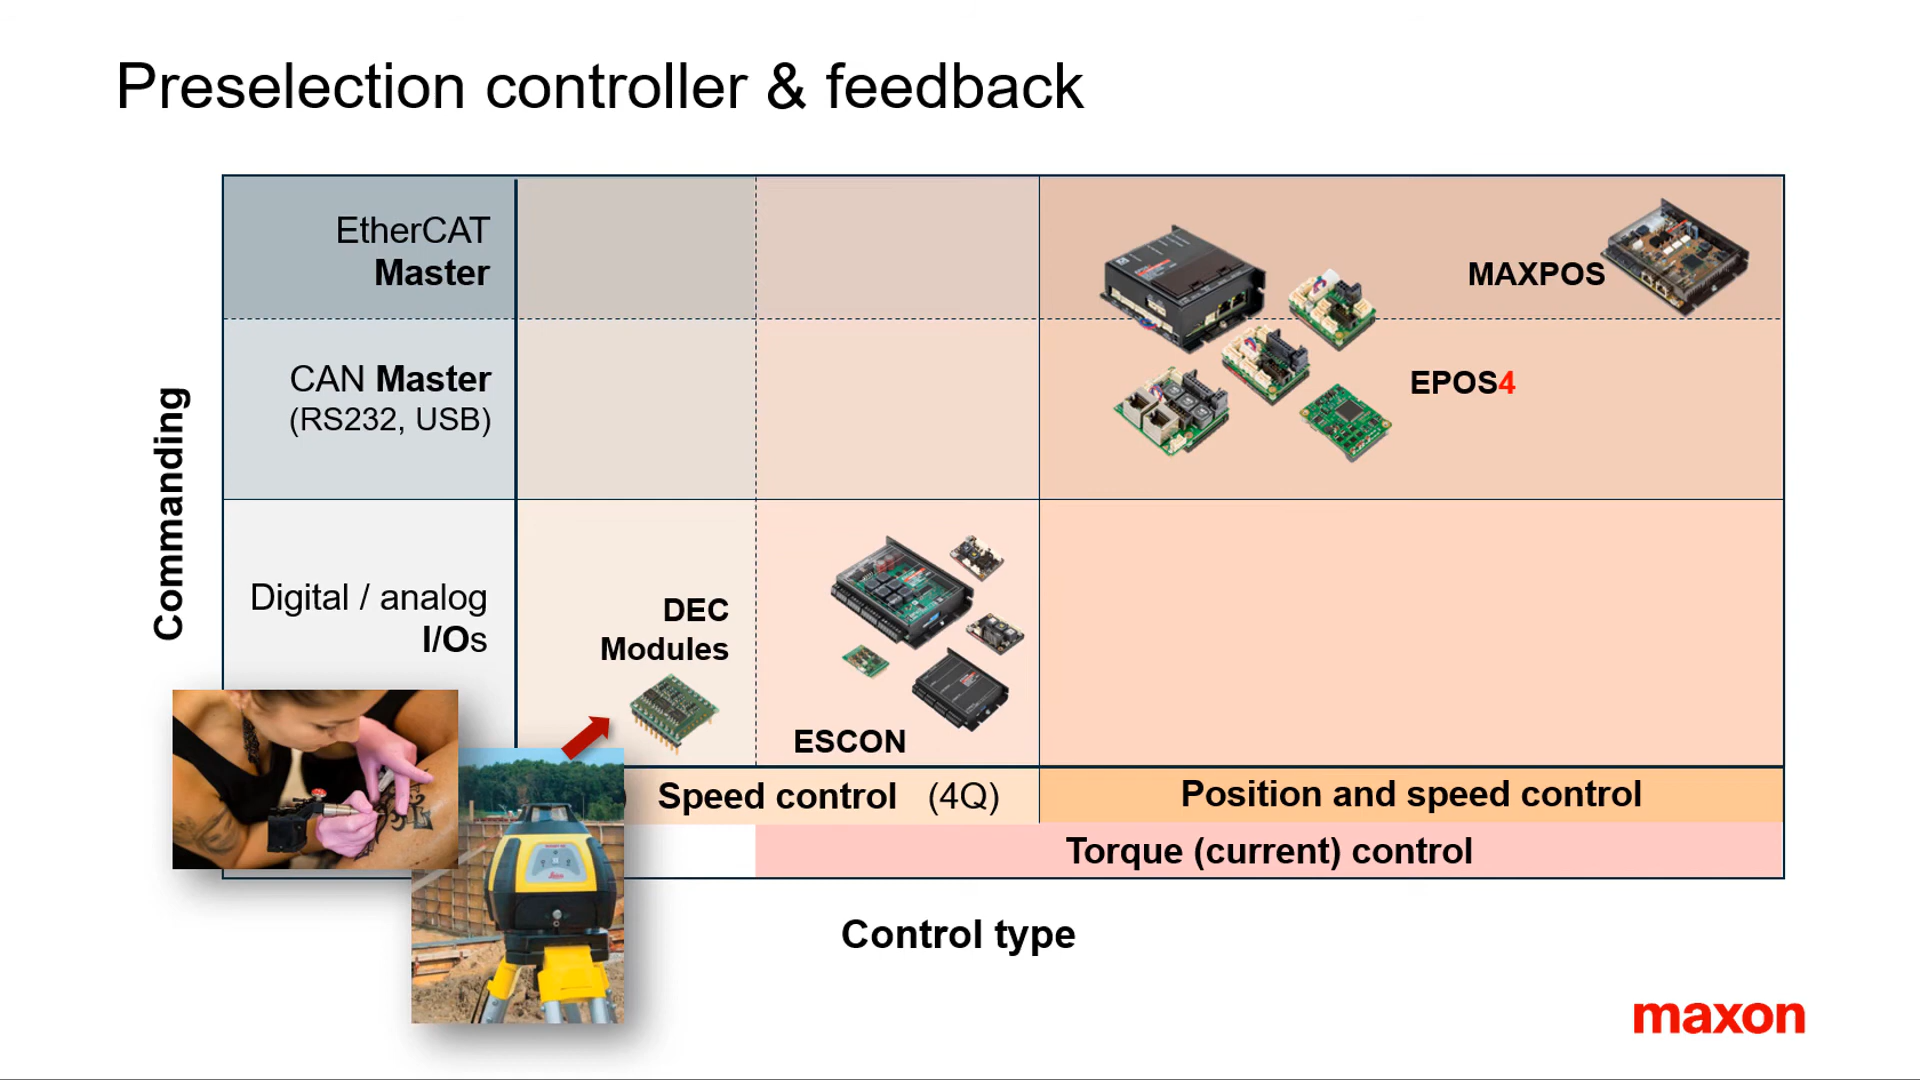 Preselection controller & feedback
EtherCAT
Master
MAXPOS
CAN Master
(RS232, USB)
EPOS4
Commanding
Digital / analog
I/Os
DEC
Modules
ESCON
Speed control (4Q)
Position and speed control
Torque (current) control
Control type
maxon